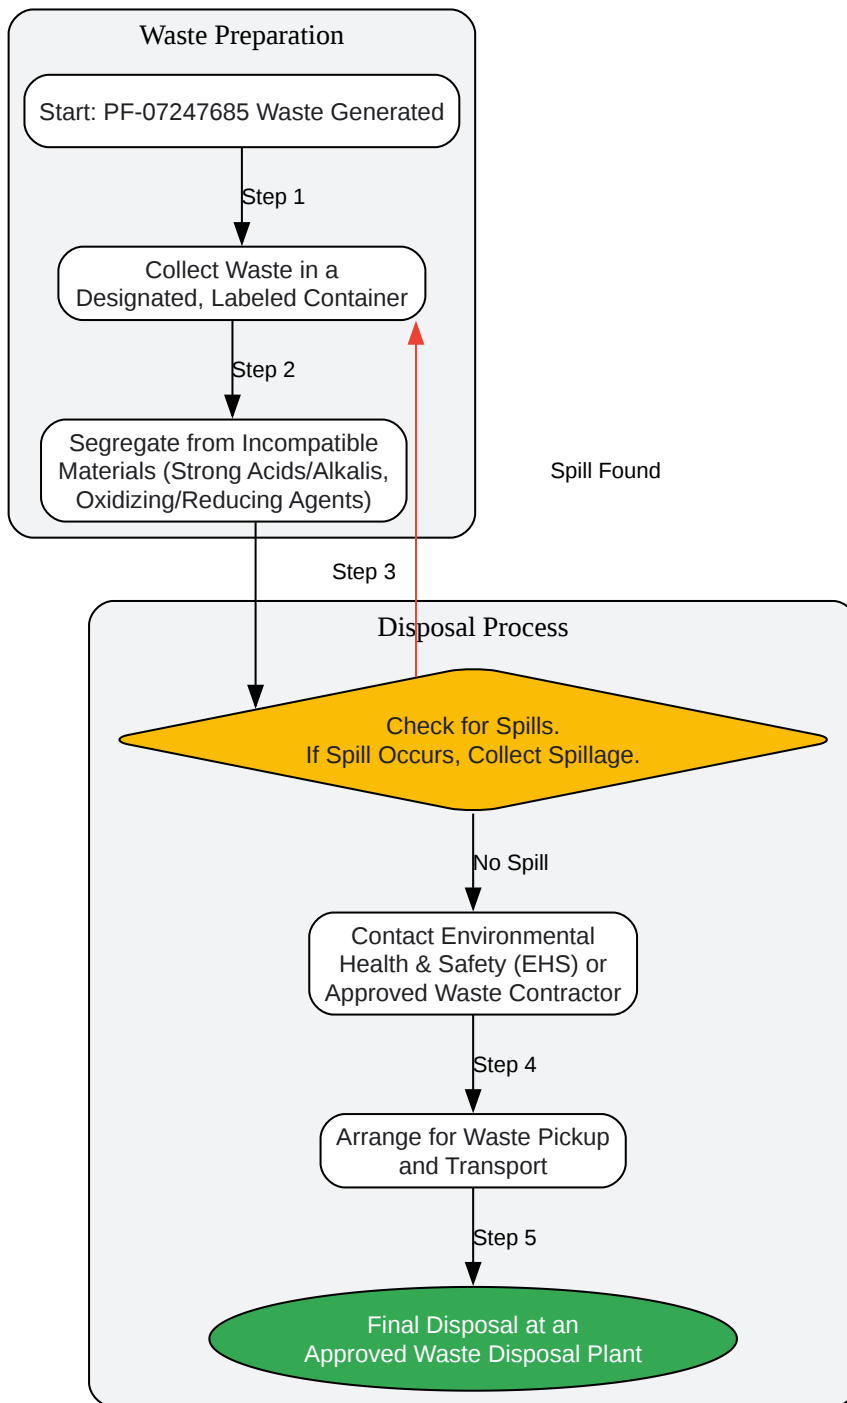 Waste Preparation
Start: PF-07247685 Waste Generated
Step 1
Collect Waste in a
Designated, Labeled Container
Step 2
Segregate from Incompatible
Materials (Strong Acids/Alkalis,
Oxidizing/Reducing Agents)
Spill Found
Step 3
Disposal Process
Check for Spills.
If Spill Occurs, Collect Spillage.
No Spill
Contact Environmental
Health & Safety (EHS) or
Approved Waste Contractor
Step 4
Arrange for Waste Pickup
and Transport
Step 5
Final Disposal at an
Approved Waste Disposal Plant